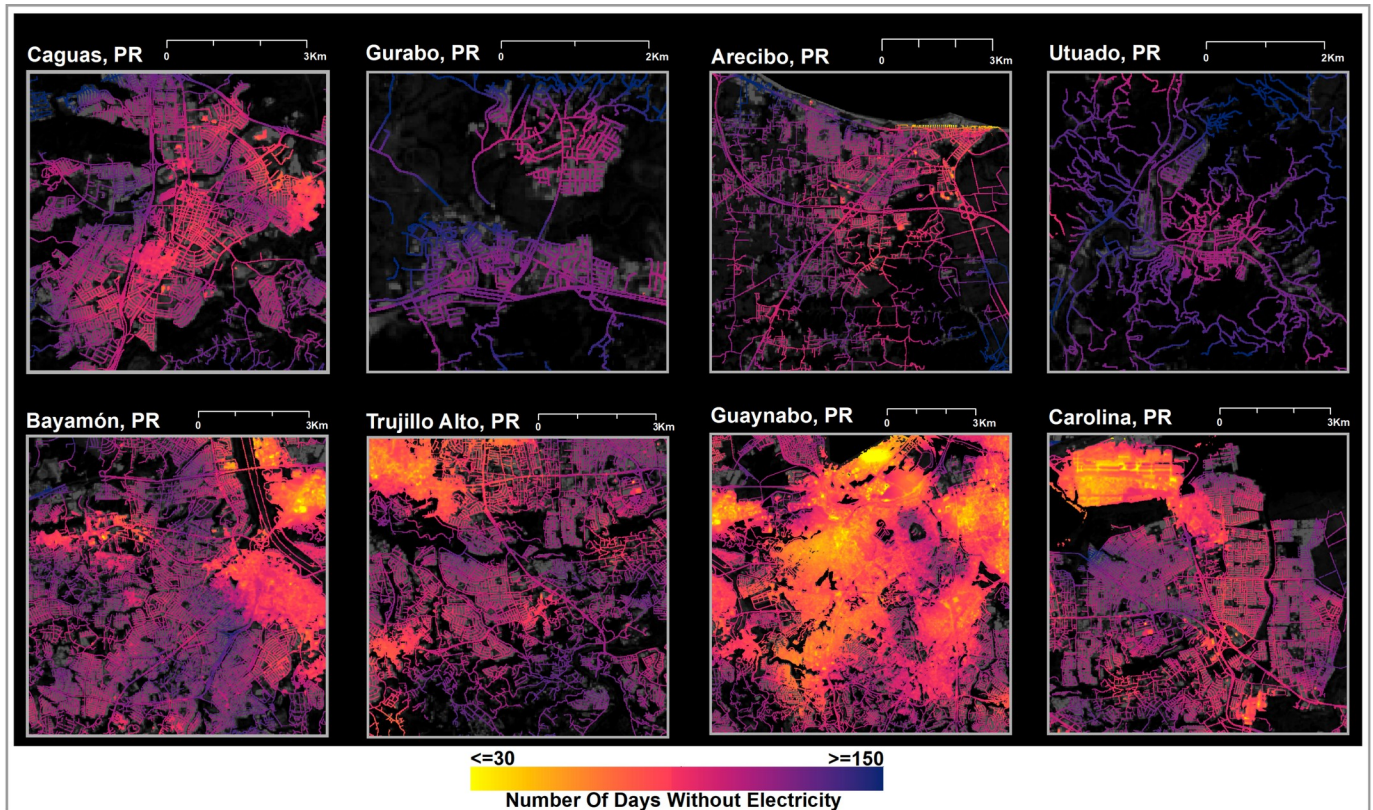 Caguas, PR
0 3Km
Gurabo, PR
0 2Km
Arecibo, PR
0 3Km
Utuado, PR
0 2Km
Bayamón, PR
0 3Km
Trujillo Alto, PR
0 3Km
Guaynabo, PR
0 3Km
Carolina, PR
0 3Km
<=30 >=150
Number Of Days Without Electricity